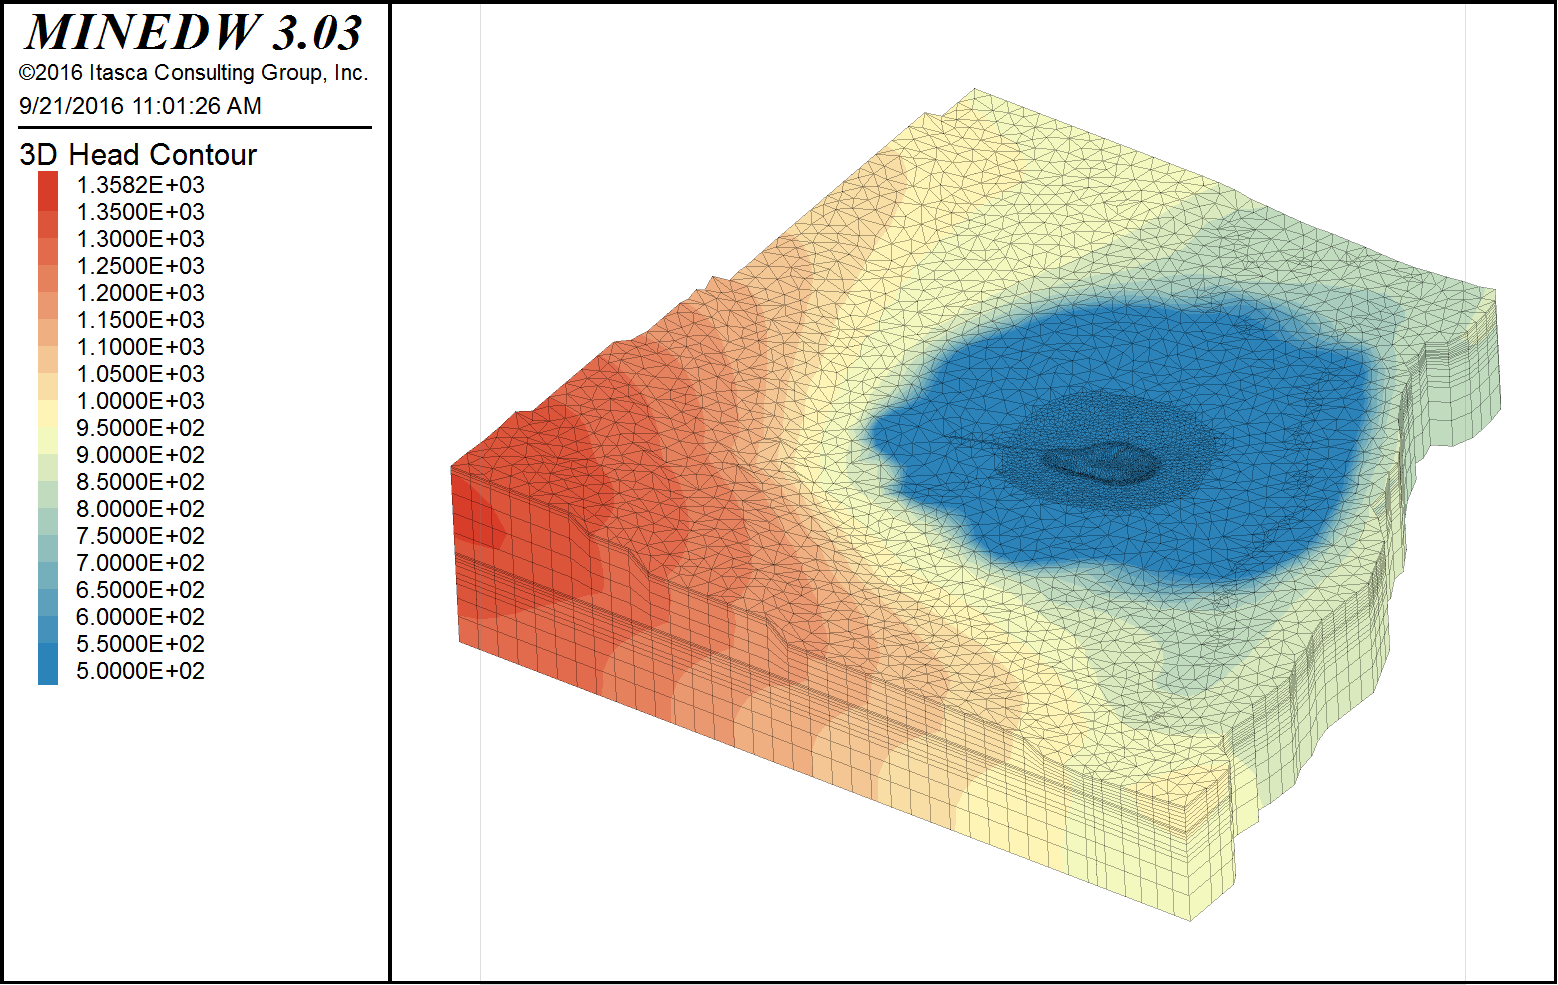 MINEDW 3.03
©2016 Itasca Consulting Group, Inc.
9/21/2016 11:01:26 AM
3D Head Contour
1.3582E+03
1.3500E+03
1.3000E+03
1.2500E+03
1.2000E+03
1.1500E+03
1.1000E+03
1.0500E+03
1.0000E+03
9.5000E+02
9.0000E+02
8.5000E+02
8.0000E+02
7.5000E+02
7.0000E+02
6.5000E+02
6.0000E+02
5.5000E+02
5.0000E+02